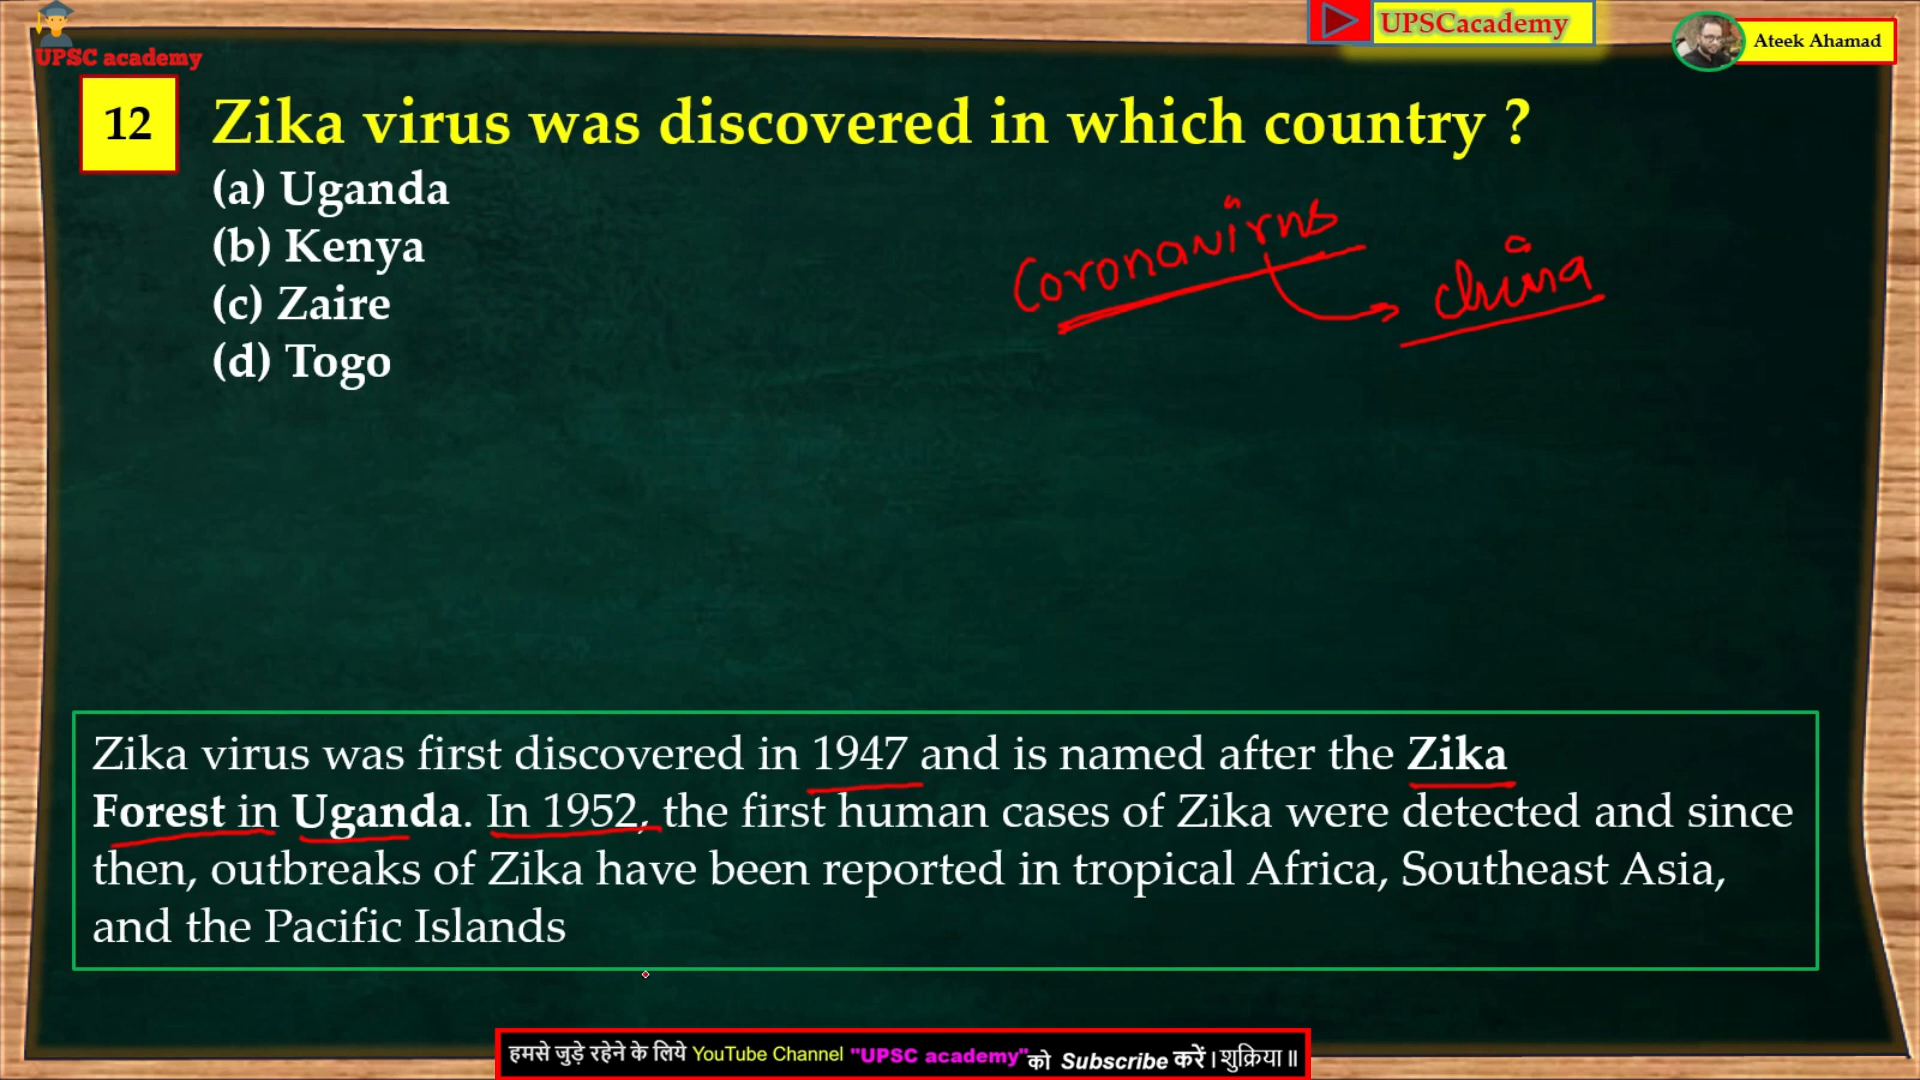 UPSC academy
UPSCacademy
Ateek Ahamad
12
Zika virus was discovered in which country ?
(a) Uganda
(b) Kenya
(c) Zaire
(d) Togo
Coronavirus
china
Zika virus was first discovered in 1947 and is named after the Zika
Forest in Uganda. In 1952, the first human cases of Zika were detected and since
then, outbreaks of Zika have been reported in tropical Africa, Southeast Asia,
and the Pacific Islands
हमसे जुड़े रहेने के लिये YouTube Channel "UPSC academy" को Subscribe करें। शुक्रिया॥